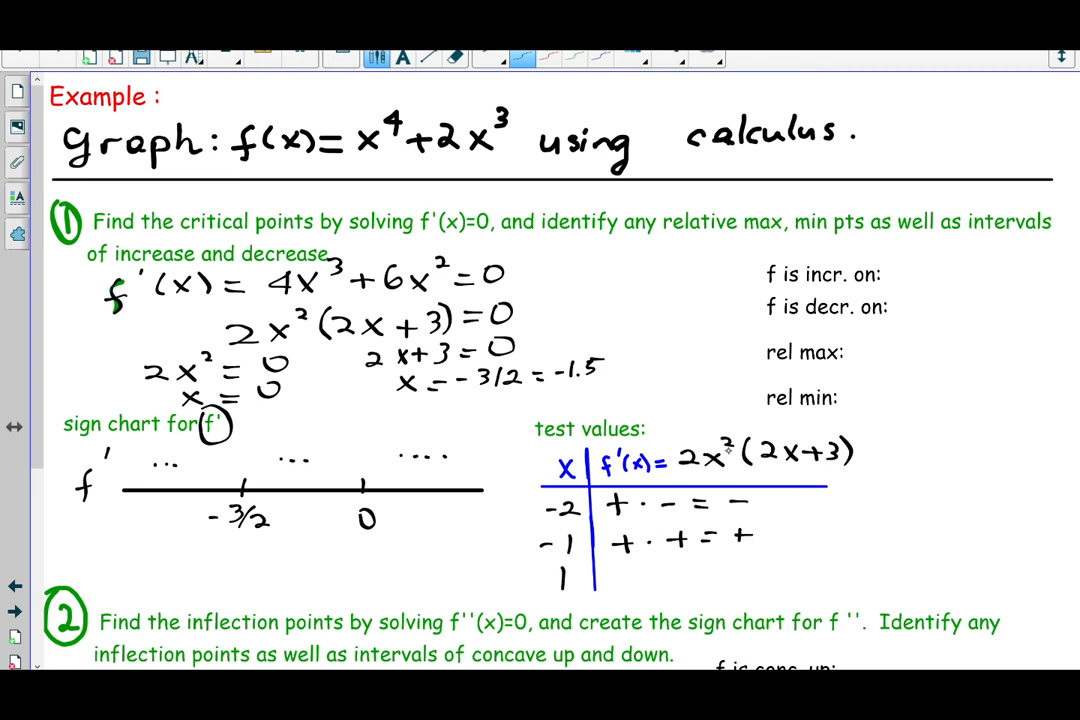 Example :
Graph: f(x) = x⁴+2x³ using calculus.
① Find the critical points by solving f'(x)=0, and identify any relative max, min pts as well as intervals
of increase and decrease.
f'(x) = 4x³ + 6x² = 0
f is incr. on:
f is decr. on:
2x² (2x + 3) = 0
2x² = 0
2x+3 = 0
rel max:
x = 0
x = -3/2 = -1.5
rel min:
sign chart for f'
test values:
x f'(x)= 2x² (2x+3)
f' ... ... ....
-3/2 0
-2 + · - = -
-1 + · + = +
1
② Find the inflection points by solving f''(x)=0, and create the sign chart for f ''. Identify any
inflection points as well as intervals of concave up and down.
f is conc. up: